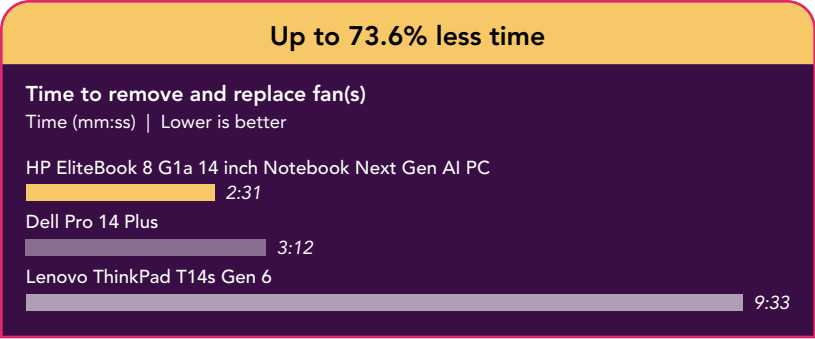 Up to 73.6% less time
Time to remove and replace fan(s)
Time (mm:ss) | Lower is better
HP EliteBook 8 G1a 14 inch Notebook Next Gen AI PC
2:31
Dell Pro 14 Plus
3:12
Lenovo ThinkPad T14s Gen 6
9:33